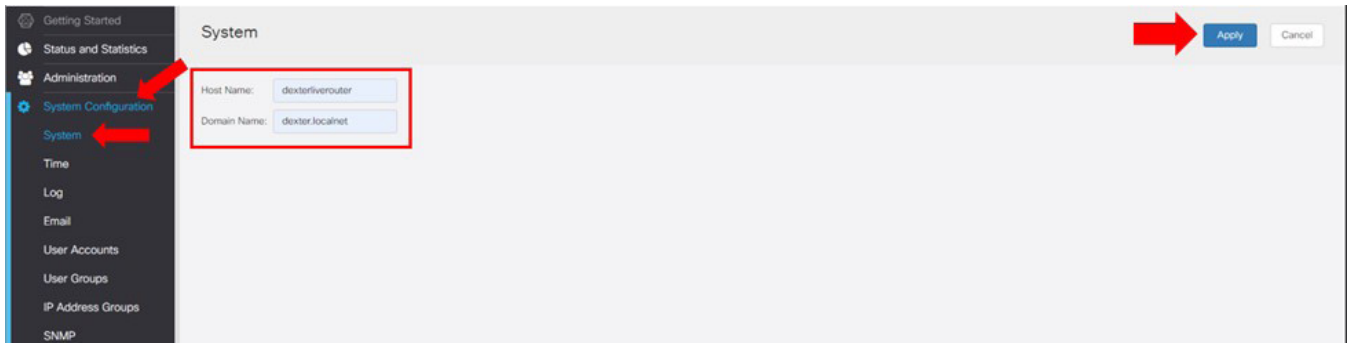 Getting Started
Status and Statistics
Administration
System Configuration
System
Time
Log
Email
User Accounts
User Groups
IP Address Groups
SNMP
System
Apply
Cancel
Host Name: dexterliverouter
Domain Name: dexter.localnet